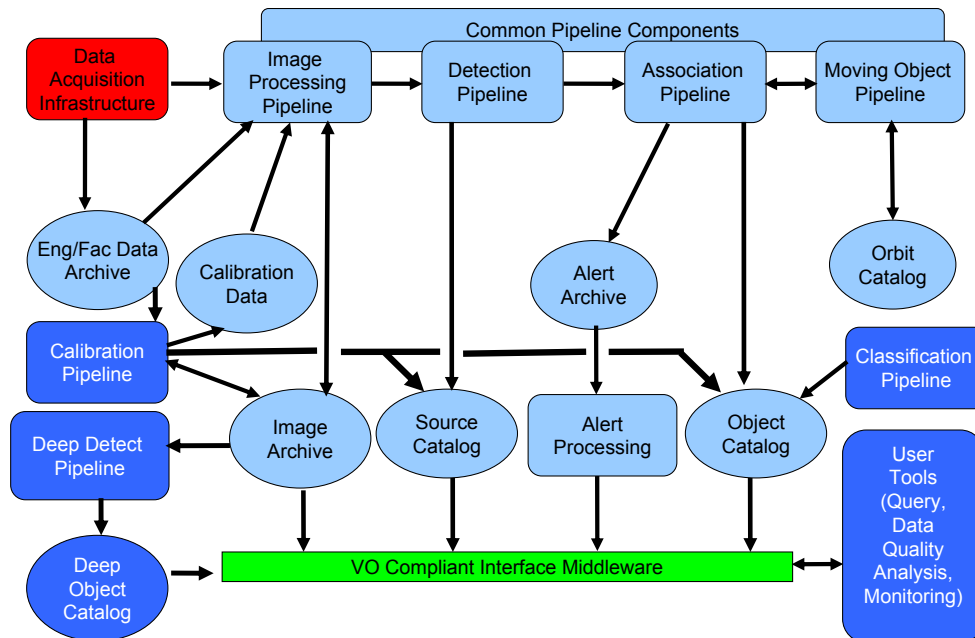 Common Pipeline Components
Data
Acquisition
Infrastructure
Image
Processing
Pipeline
Detection
Pipeline
Association
Pipeline
Moving Object
Pipeline
Eng/Fac Data
Archive
Calibration
Data
Alert
Archive
Orbit
Catalog
Calibration
Pipeline
Classification
Pipeline
Deep Detect
Pipeline
Image
Archive
Source
Catalog
Alert
Processing
Object
Catalog
User
Tools
(Query,
Data
Quality
Analysis,
Monitoring)
Deep
Object
Catalog
VO Compliant Interface Middleware